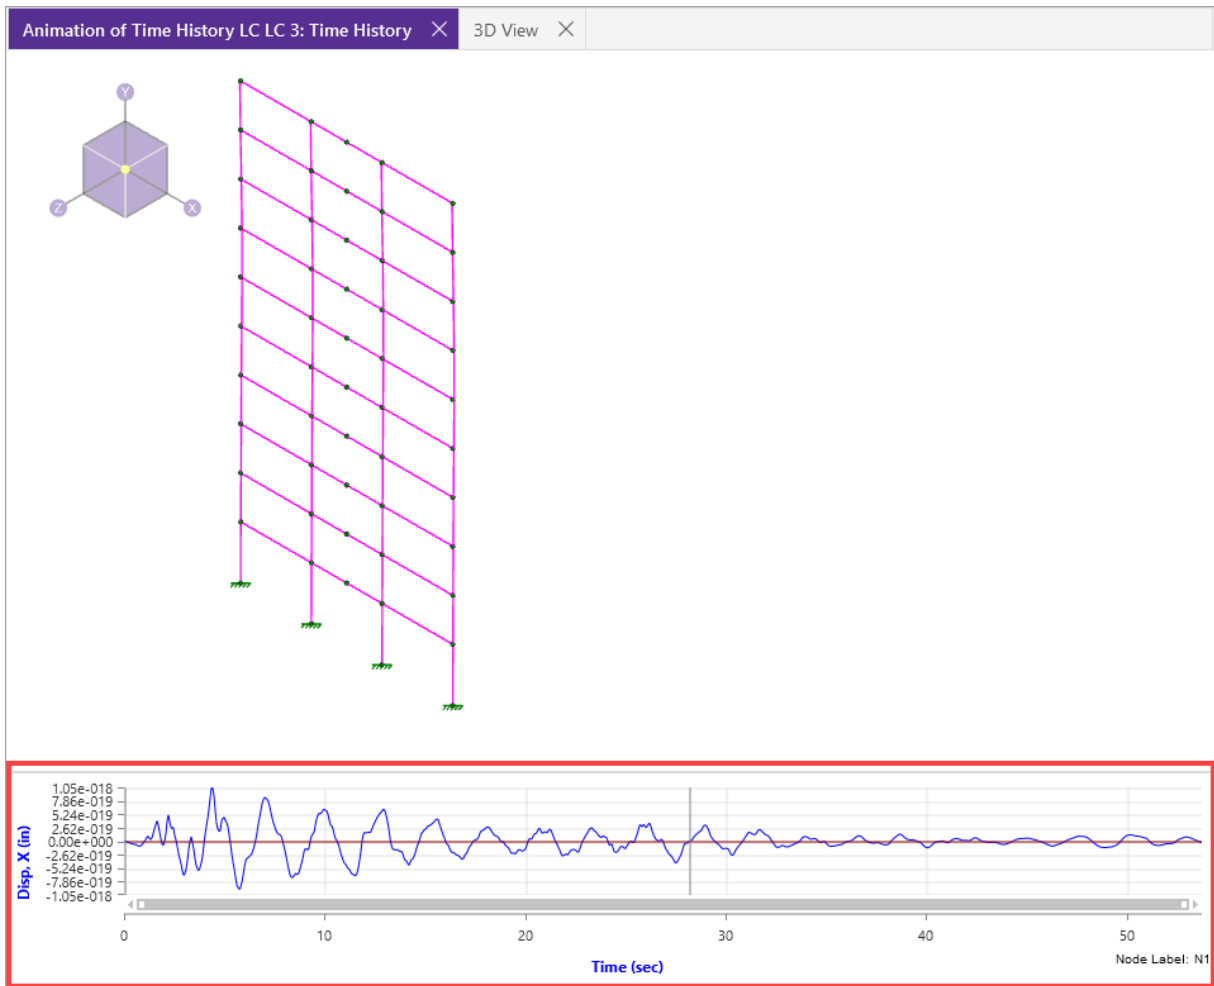 Animation of Time History LC LC 3: Time History
3D View
Y
Z
X
1.05e-018
7.86e-019
5.24e-019
2.62e-019
0.00e+000
-2.62e-019
-5.24e-019
-7.86e-019
-1.05e-018
Disp. X (in)
0 10 20 30 40 50
Time (sec)
Node Label: N1